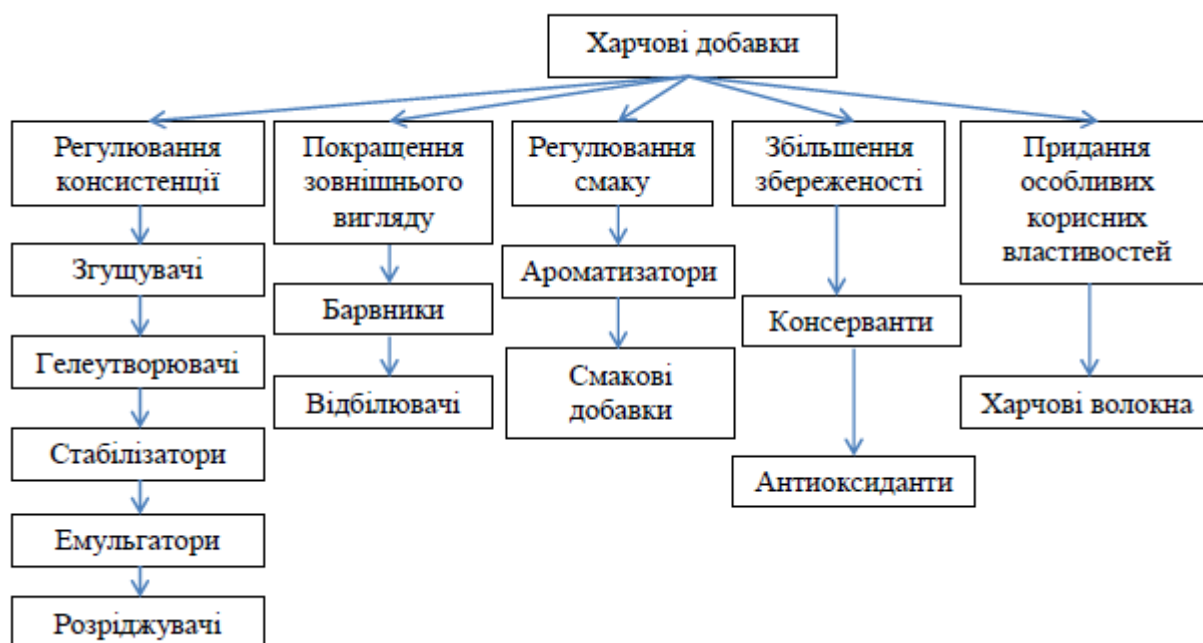 Харчові добавки
Регулювання
консистенції
Згущувачі
Гелеутворювачі
Стабілізатори
Емульгатори
Розріджувачі
Покращення
зовнішнього
вигляду
Барвники
Відбілювачі
Регулювання
смаку
Ароматизатори
Смакові
добавки
Збільшення
збереженості
Консерванти
Антиоксиданти
Придання
особливих
корисних
властивостей
Харчові волокна